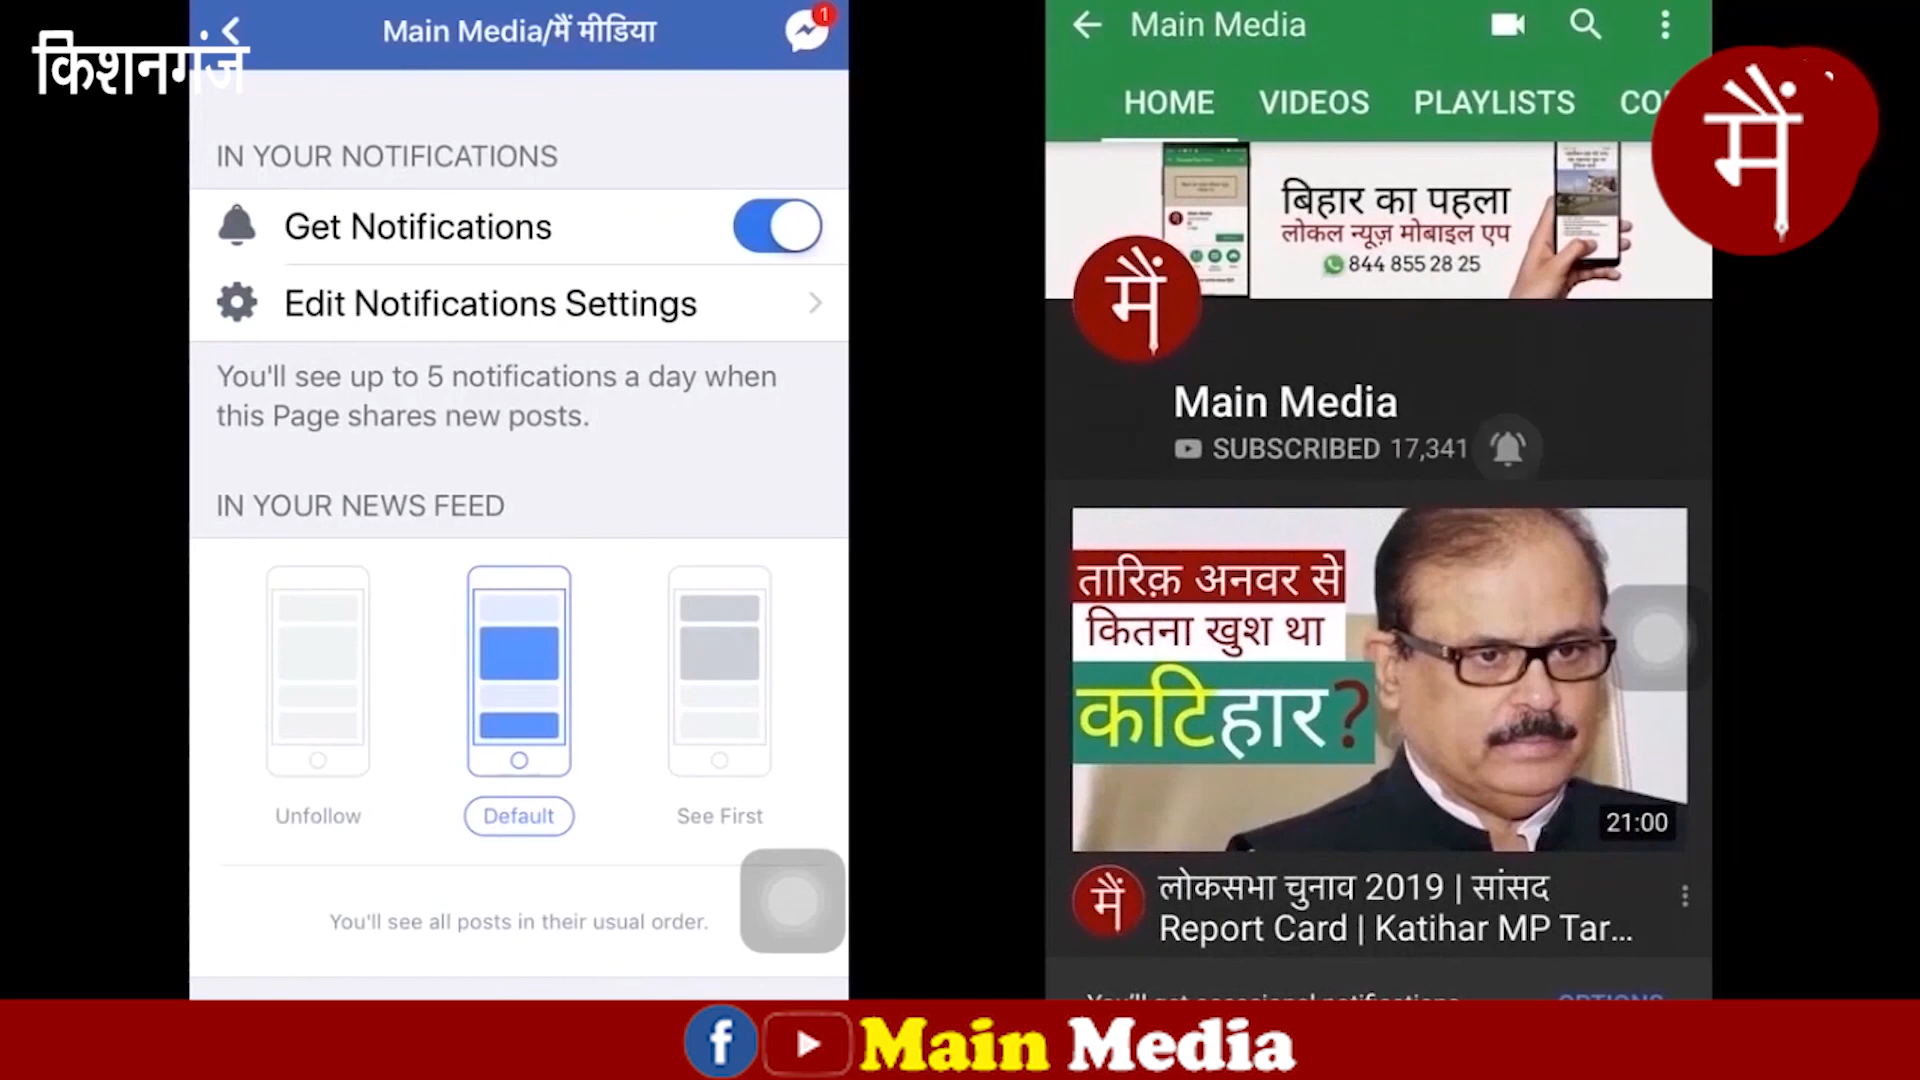 किशनगंज
Main Media/मैं मीडिया
1
IN YOUR NOTIFICATIONS
Get Notifications
Edit Notifications Settings
You'll see up to 5 notifications a day when
this Page shares new posts.
IN YOUR NEWS FEED
Unfollow
Default
See First
You'll see all posts in their usual order.
Main Media
HOME VIDEOS PLAYLISTS
मैं
बिहार का पहला
लोकल न्यूज़ मोबाइल एप
844 855 28 25
मैं
Main Media
SUBSCRIBED 17,341
तारिक़ अनवर से
कितना खुश था
कटिहार?
21:00
मैं
लोकसभा चुनाव 2019 | सांसद
Report Card | Katihar MP Tar...
Main Media